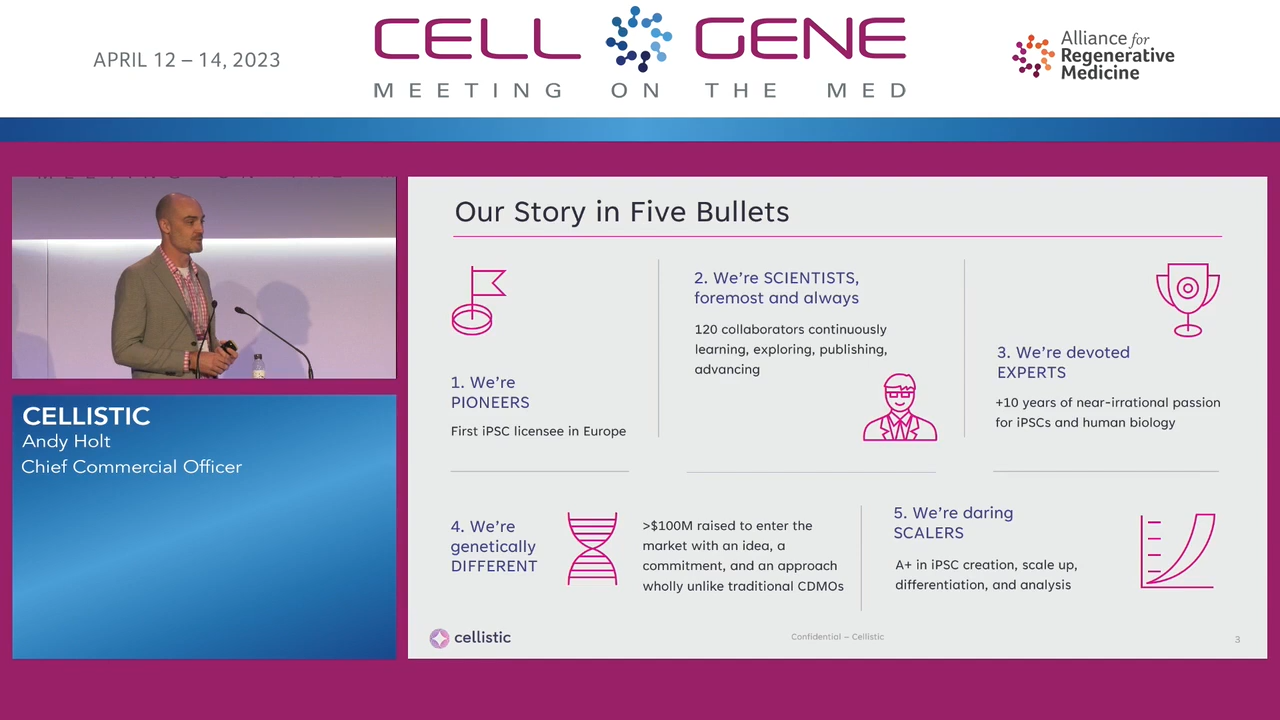 APRIL 12 – 14, 2023
CELL GENE
MEETING ON THE MED
Alliance for
Regenerative
Medicine
CELLISTIC
Andy Holt
Chief Commercial Officer
Our Story in Five Bullets
1. We're
PIONEERS
First iPSC licensee in Europe
2. We're SCIENTISTS,
foremost and always
120 collaborators continuously
learning, exploring, publishing,
advancing
3. We're devoted
EXPERTS
+10 years of near-irrational passion
for iPSCs and human biology
4. We're
genetically
DIFFERENT
>$100M raised to enter the
market with an idea, a
commitment, and an approach
wholly unlike traditional CDMOs
5. We're daring
SCALERS
A+ in iPSC creation, scale up,
differentiation, and analysis
cellistic
Confidential – Cellistic
3